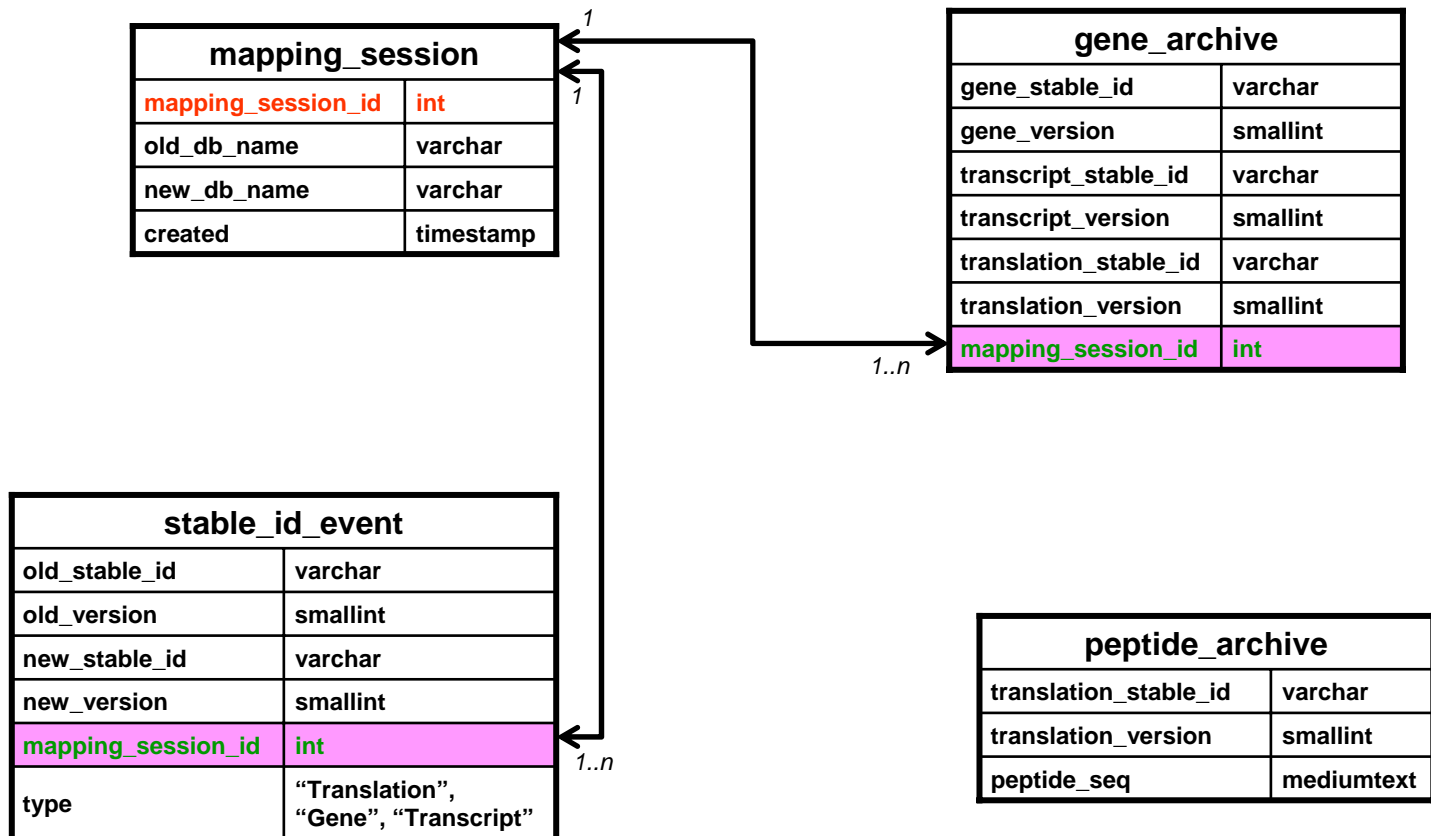 mapping_session
mapping_session_id int
old_db_name varchar
new_db_name varchar
created timestamp
1
1
gene_archive
gene_stable_id varchar
gene_version smallint
transcript_stable_id varchar
transcript_version smallint
translation_stable_id varchar
translation_version smallint
mapping_session_id int
1..n
stable_id_event
old_stable_id varchar
old_version smallint
new_stable_id varchar
new_version smallint
mapping_session_id int
type “Translation”,
“Gene”, “Transcript”
1..n
peptide_archive
translation_stable_id varchar
translation_version smallint
peptide_seq mediumtext